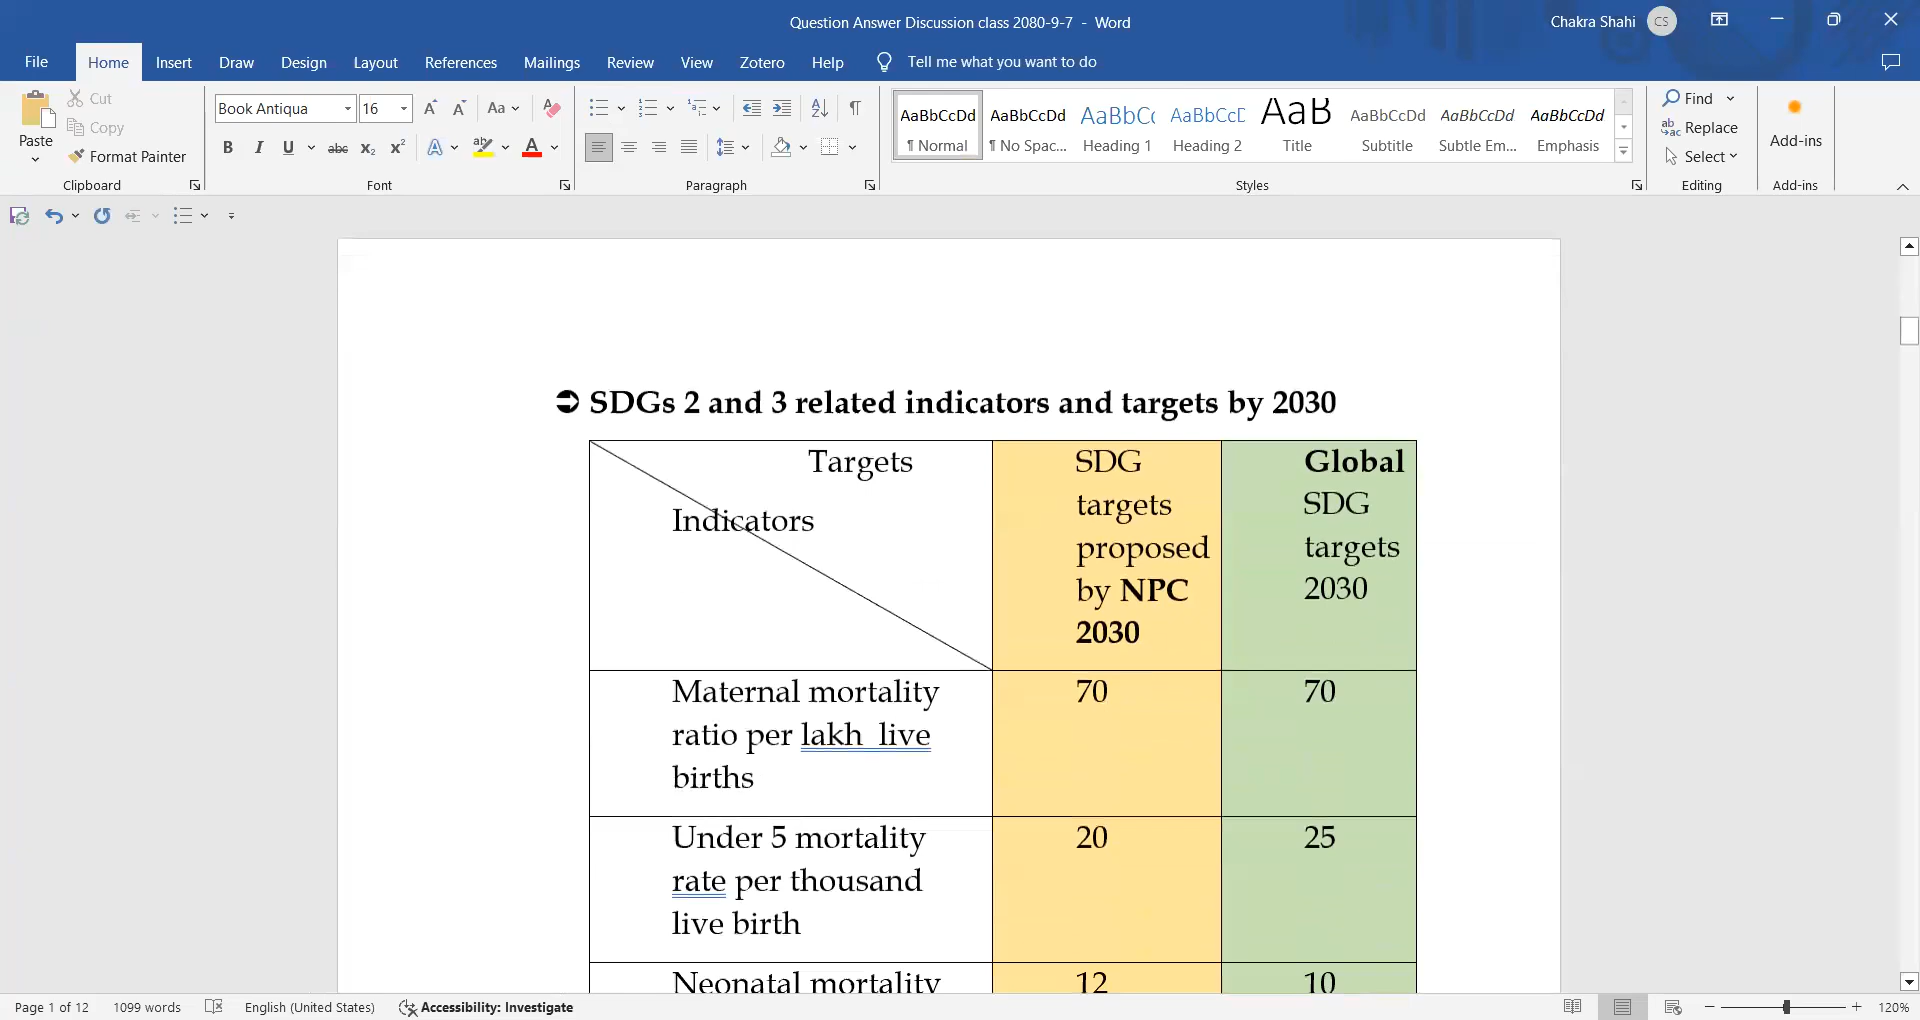 Question Answer Discussion class 2080-9-7 - Word
Chakra Shahi CS
File Home Insert Draw Design Layout References Mailings Review View Zotero Help Tell me what you want to do
Paste
Cut
Copy
Format Painter
Clipboard
Book Antiqua 16
Font
Paragraph
AaBbCcDd AaBbCcDd AaBbCc AaBbCcC AaB AaBbCcDd AaBbCcDd AaBbCcDd
¶ Normal ¶ No Spac... Heading 1 Heading 2 Title Subtitle Subtle Em... Emphasis
Styles
Find
Replace
Select
Editing
Add-ins
Add-ins
SDGs 2 and 3 related indicators and targets by 2030
Targets
Indicators
SDG
targets
proposed
by NPC
2030
Global
SDG
targets
2030
Maternal mortality
ratio per lakh live
births
70
70
Under 5 mortality
rate per thousand
live birth
20
25
Neonatal mortality
12
10
Page 1 of 12 1099 words English (United States) Accessibility: Investigate 120%